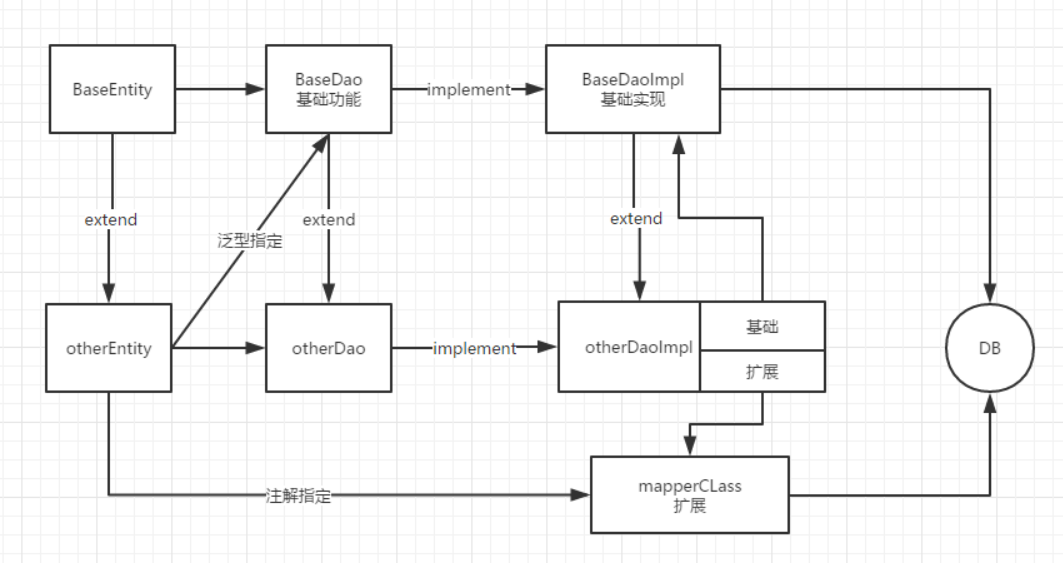 BaseEntity
BaseDao
基础功能
implement
BaseDaoImpl
基础实现
extend
泛型指定
extend
extend
otherEntity
otherDao
implement
otherDaoImpl
基础
扩展
DB
注解指定
mapperCLass
扩展